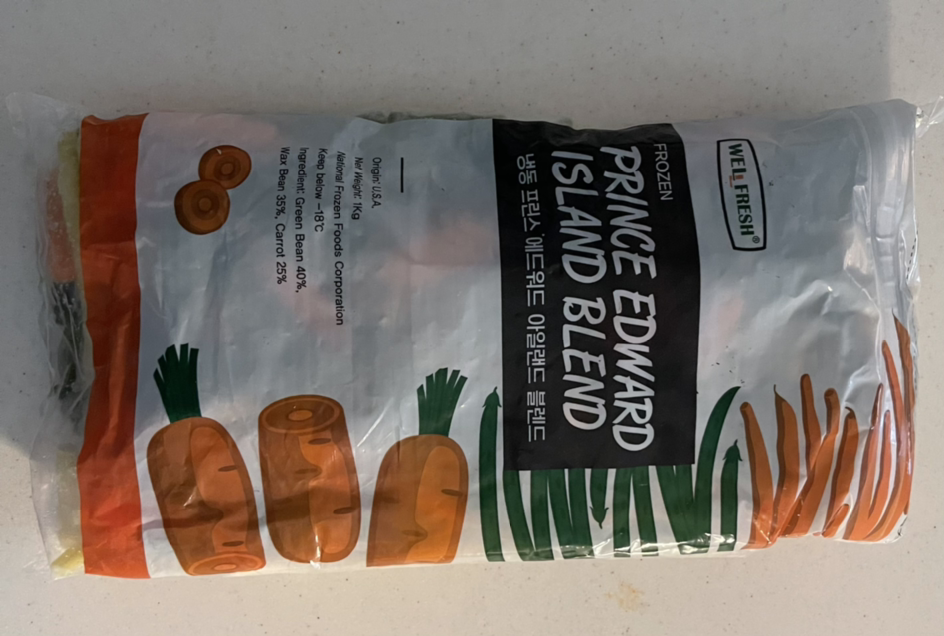 WELL FRESH®
FROZEN
PRINCE EDWARD
ISLAND BLEND
냉동 프린스 에드워드 아일랜드 블렌드
Origin: U.S.A.
Net Weight: 1Kg
National Frozen Foods Corporation
Keep below –18℃
Ingredient: Green Bean 40%,
Wax Bean 35%, Carrot 25%